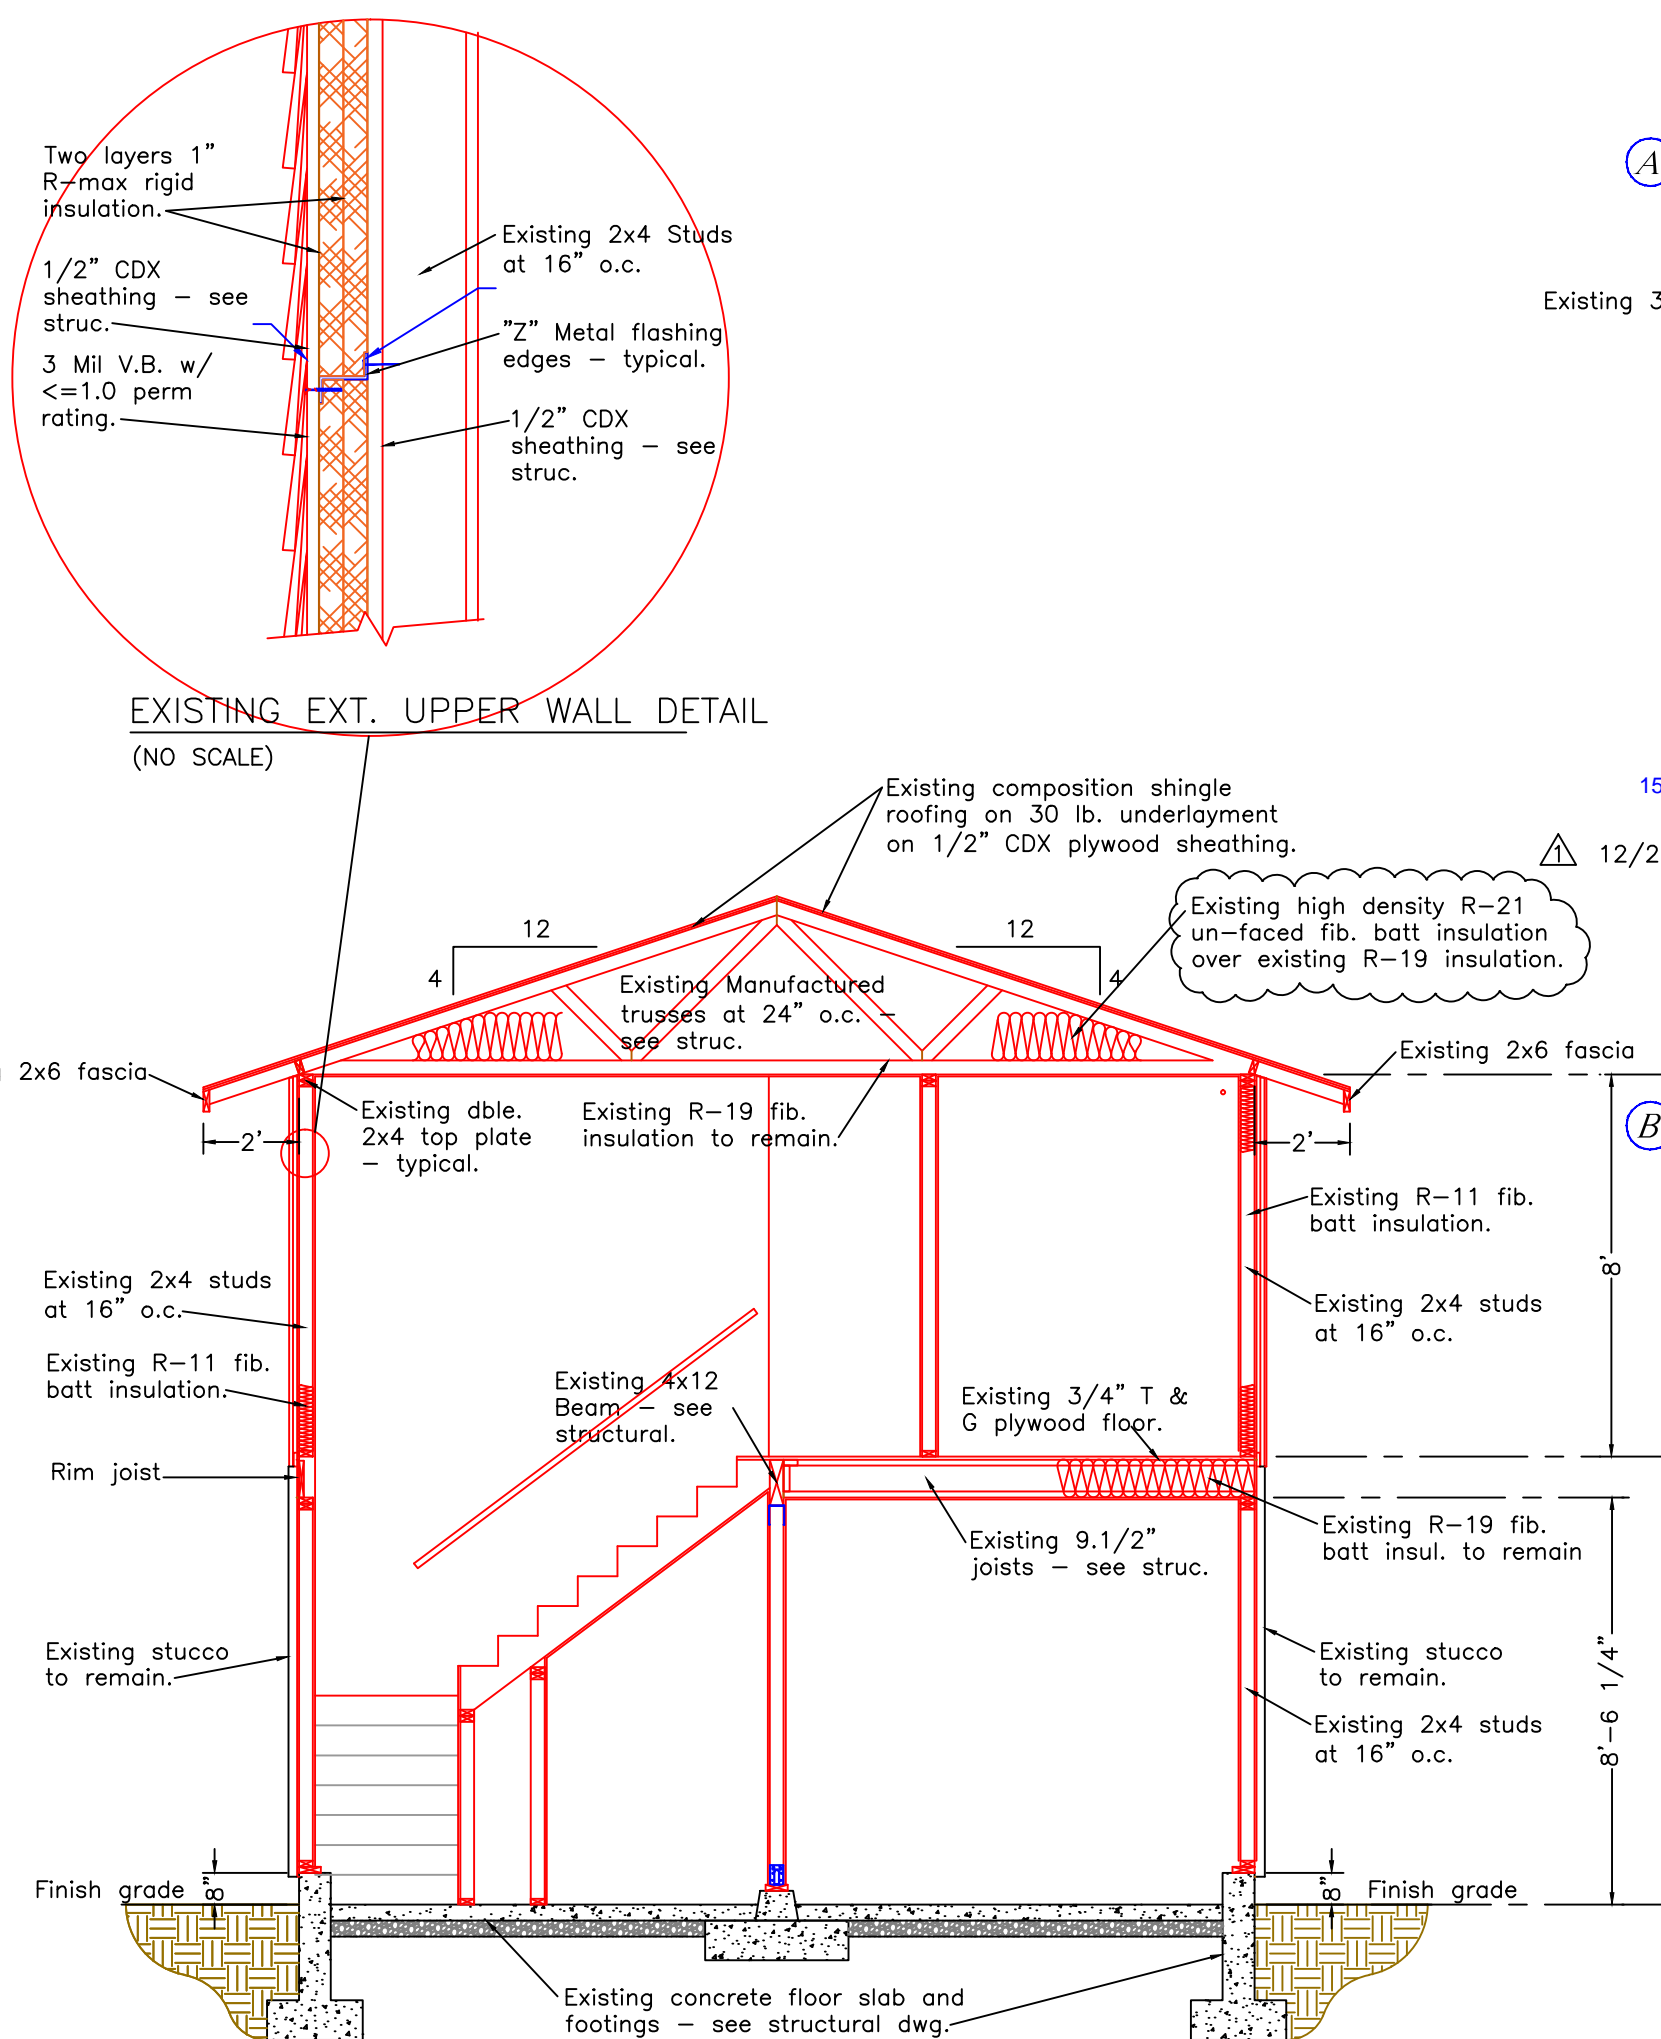 Two layers 1"
R-max rigid
insulation.
1/2" CDX
sheathing - see
struc.
3 Mil V.B. w/
<=1.0 perm
rating.
Existing 2x4 Studs
at 16" o.c.
"Z" Metal flashing
edges - typical.
1/2" CDX
sheathing - see
struc.
A
Existing 3
EXISTING EXT. UPPER WALL DETAIL
(NO SCALE)
15
1 12/2
Existing composition shingle
roofing on 30 lb. underlayment
on 1/2" CDX plywood sheathing.
Existing high density R-21
un-faced fib. batt insulation
over existing R-19 insulation.
12
4
12
4
Existing Manufactured
trusses at 24" o.c. -
see struc.
2x6 fascia
Existing 2x6 fascia
2'
Existing dble.
2x4 top plate
- typical.
Existing R-19 fib.
insulation to remain.
2'
B
Existing R-11 fib.
batt insulation.
8'
Existing 2x4 studs
at 16" o.c.
Existing 2x4 studs
at 16" o.c.
Existing R-11 fib.
batt insulation.
Existing 4x12
Beam - see
structural.
Existing 3/4" T &
G plywood floor.
Rim joist
Existing 9.1/2"
joists - see struc.
Existing R-19 fib.
batt insul. to remain
Existing stucco
to remain.
Existing stucco
to remain.
8'-6 1/4"
Existing 2x4 studs
at 16" o.c.
Finish grade
8"
8"
Finish grade
Existing concrete floor slab and
footings - see structural dwg.